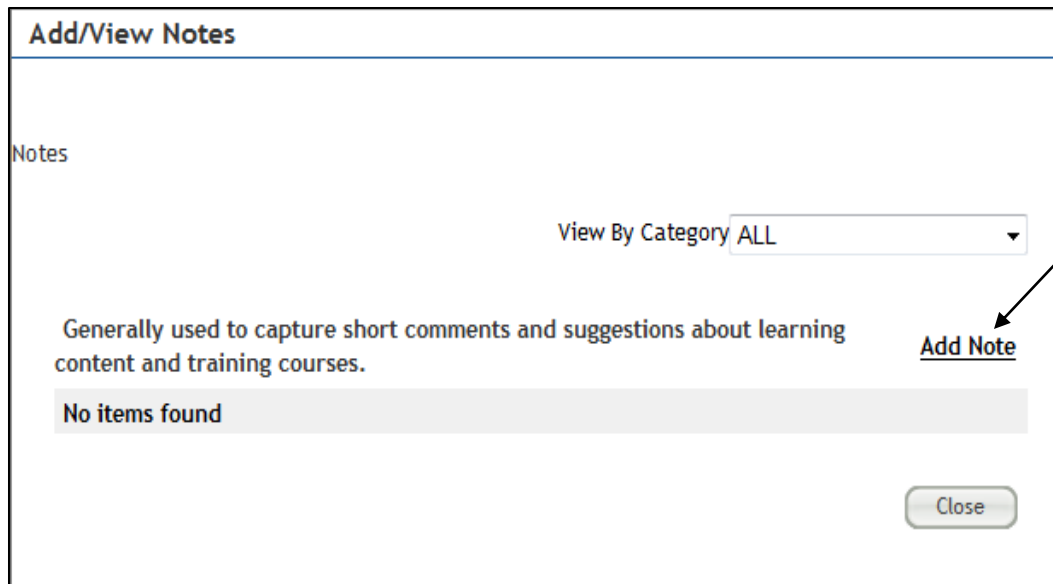 Add/View Notes
Notes
View By Category ALL
Generally used to capture short comments and suggestions about learning
content and training courses.
Add Note
No items found
Close